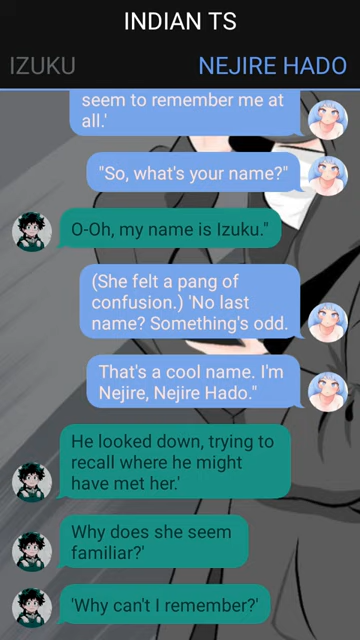 INDIAN TS
IZUKU
NEJIRE HADO
seem to remember me at
all.'
"So, what's your name?"
O-Oh, my name is Izuku."
(She felt a pang of
confusion.) 'No last
name? Something's odd.
That's a cool name. I'm
Nejire, Nejire Hado."
He looked down, trying to
recall where he might
have met her.'
Why does she seem
familiar?'
'Why can't I remember?'